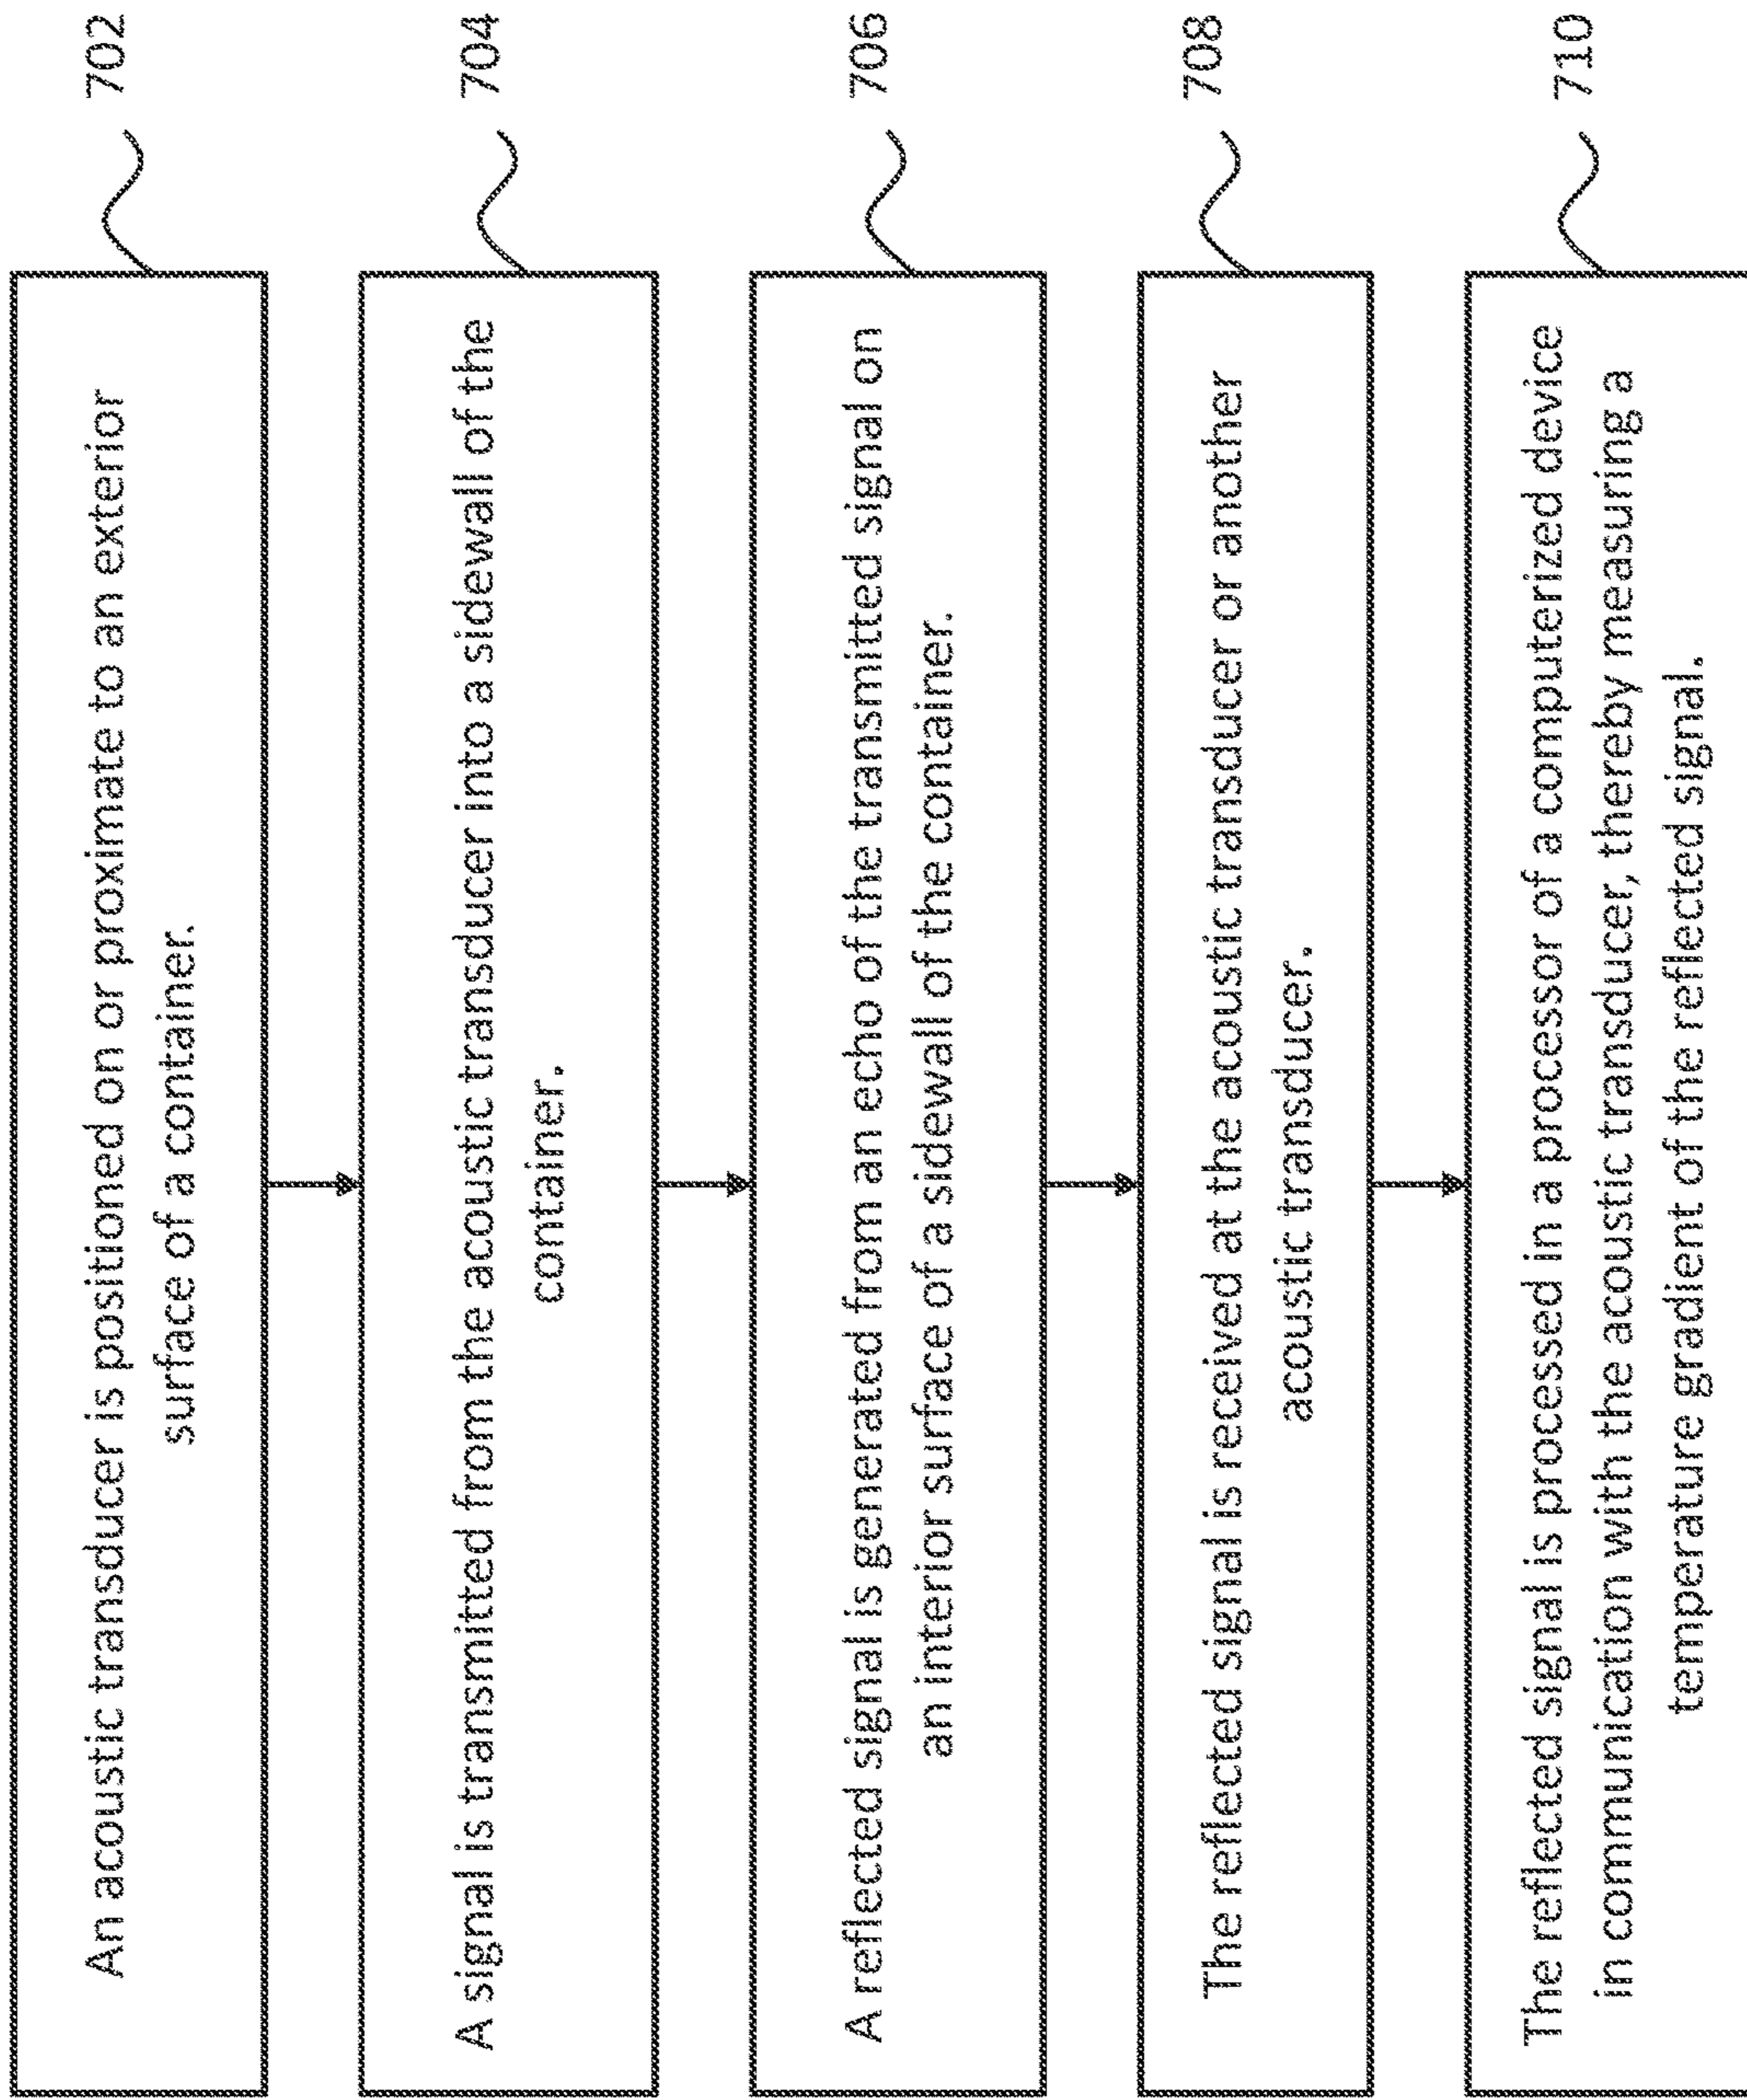 An acoustic transducer is positioned on or proximate to an exterior
surface of a container.
702
A signal is transmitted from the acoustic transducer into a sidewall of the
container.
704
A reflected signal is generated from an echo of the transmitted signal on
an interior surface of a sidewall of the container.
706
The reflected signal is received at the acoustic transducer or another
acoustic transducer.
708
The reflected signal is processed in a processor of a computerized device
in communication with the acoustic transducer, thereby measuring a
temperature gradient of the reflected signal.
710